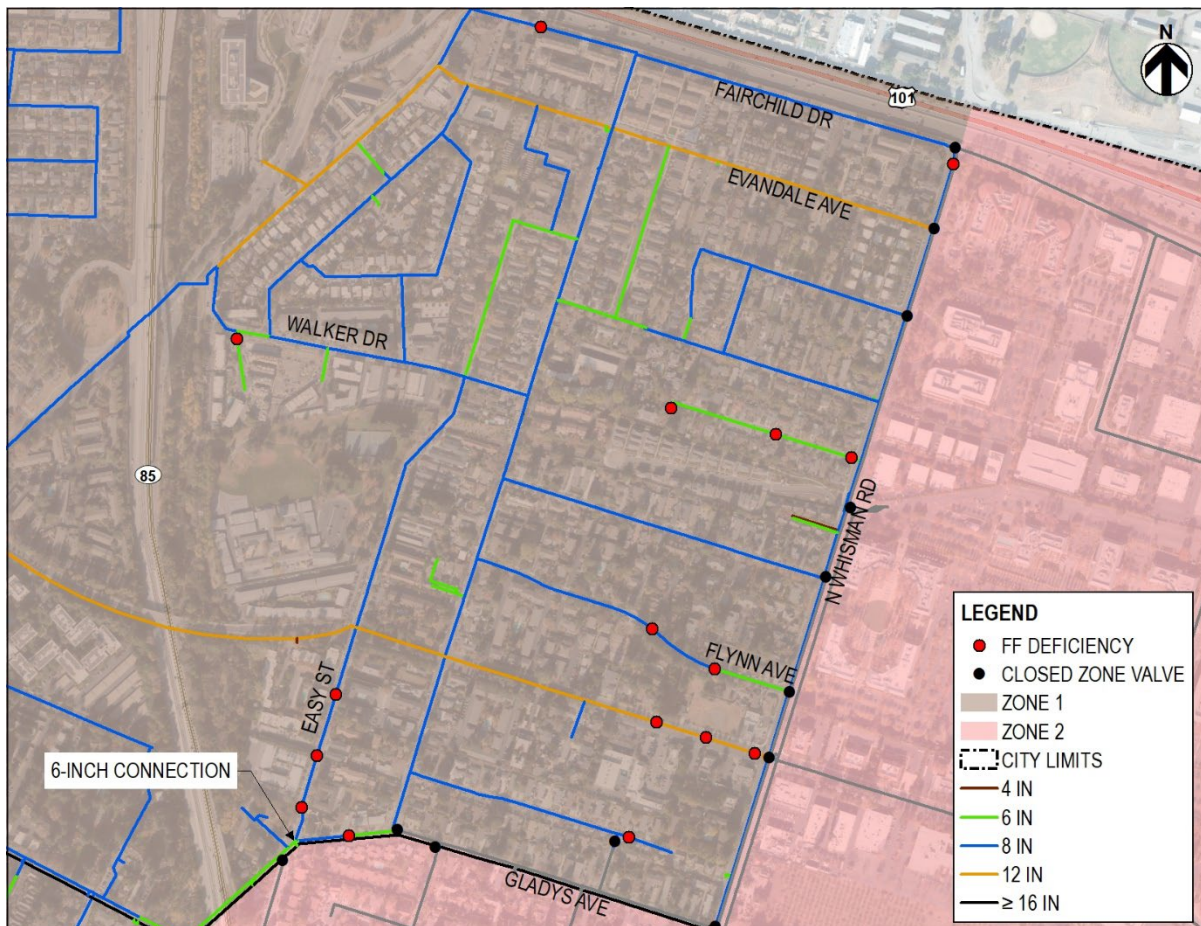 N
FAIRCHILD DR
101
EVANDALE AVE
WALKER DR
85
N WHISMAN RD
FLYNN AVE
EASY ST
6-INCH CONNECTION
GLADYS AVE
LEGEND
FF DEFICIENCY
CLOSED ZONE VALVE
ZONE 1
ZONE 2
CITY LIMITS
4 IN
6 IN
8 IN
12 IN
≥ 16 IN